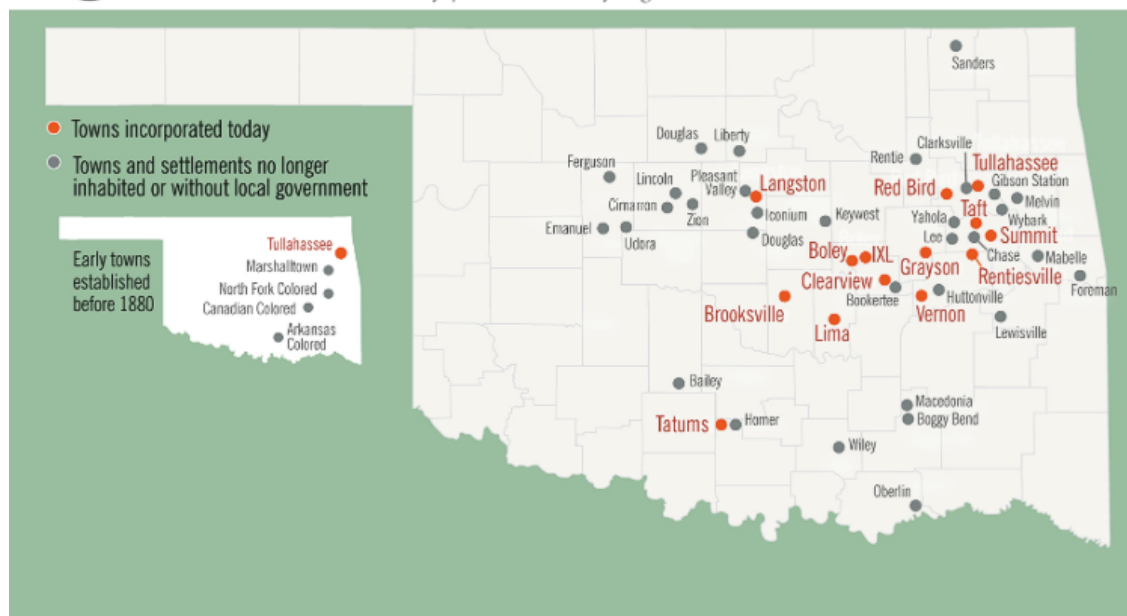 Sanders
Towns incorporated today
Towns and settlements no longer
inhabited or without local government
Douglas
Liberty
Clarksville
Rentie
Tullahassee
Ferguson
Lincoln
Pleasant
Valley
Langston
Red Bird
Gibson Station
Melvin
Cimarron
Zion
Iconium
Keywest
Taft
Wybark
Yahola
Emanuel
Udora
Douglas
Lee
Summit
Boley
IXL
Chase
Mabelle
Grayson
Rentiesville
Foreman
Clearview
Bookertee
Huttonville
Brooksville
Vernon
Lima
Lewisville
Early towns
established
before 1880
Tullahassee
Marshalltown
North Fork Colored
Canadian Colored
Arkansas
Colored
Bailey
Macedonia
Boggy Bend
Tatums
Homer
Wiley
Oberlin